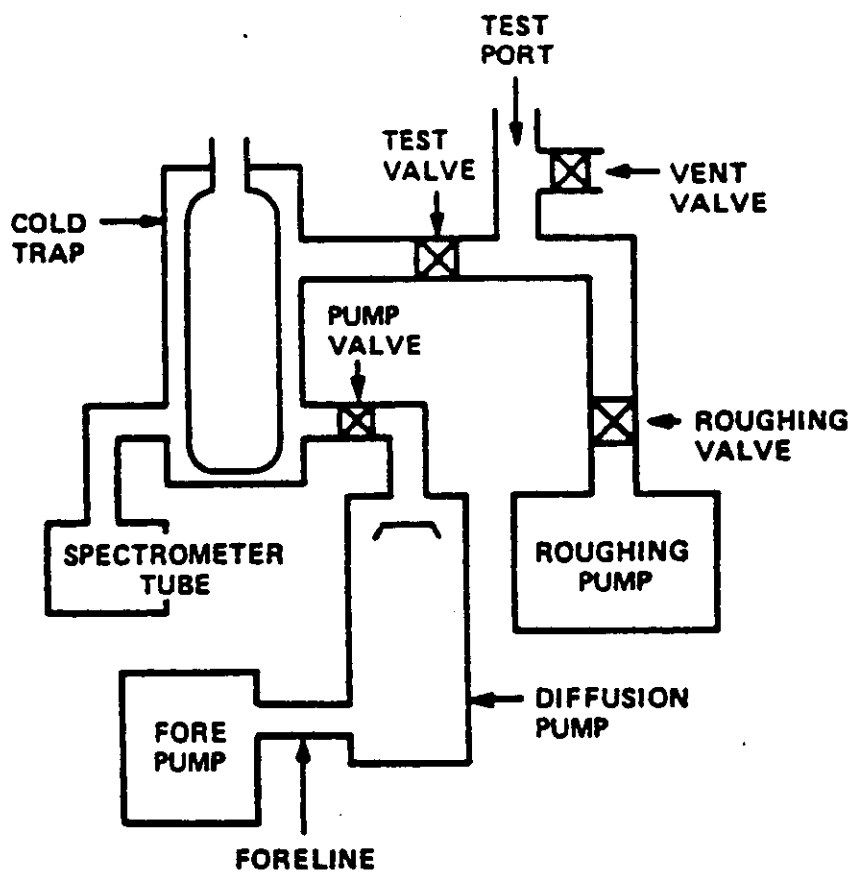 TEST
PORT
TEST
VALVE
VENT
VALVE
COLD
TRAP
PUMP
VALVE
ROUGHING
VALVE
SPECTROMETER
TUBE
ROUGHING
PUMP
FORE
PUMP
DIFFUSION
PUMP
FORELINE